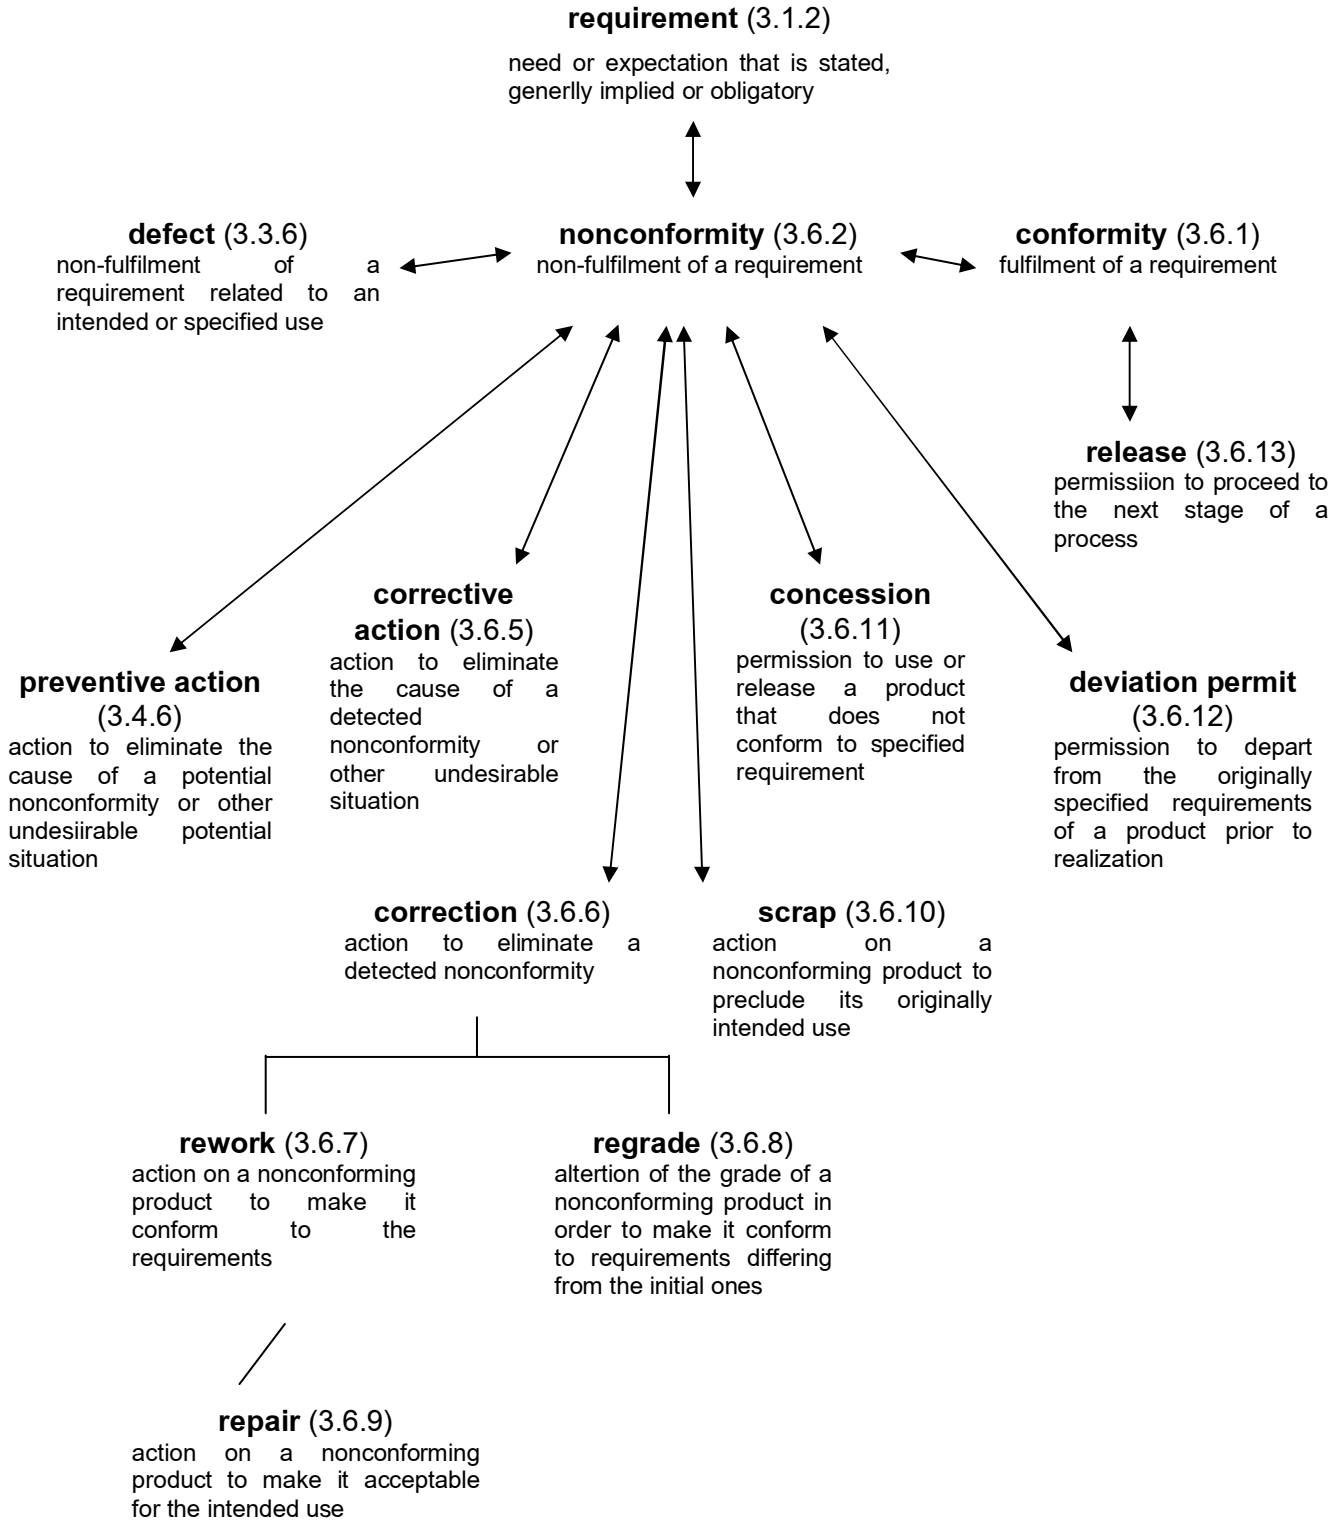 requirement (3.1.2)
need or expectation that is stated,
generlly implied or obligatory
defect (3.3.6)
non-fulfilment of a
requirement related to an
intended or specified use
nonconformity (3.6.2)
non-fulfilment of a requirement
conformity (3.6.1)
fulfilment of a requirement
release (3.6.13)
permissiion to proceed to
the next stage of a
process
preventive action
(3.4.6)
action to eliminate the
cause of a potential
nonconformity or other
undesiirable potential
situation
corrective
action (3.6.5)
action to eliminate
the cause of a
detected
nonconformity or
other undesirable
situation
concession
(3.6.11)
permission to use or
release a product
that does not
conform to specified
requirement
deviation permit
(3.6.12)
permission to depart
from the originally
specified requirements
of a product prior to
realization
correction (3.6.6)
action to eliminate a
detected nonconformity
scrap (3.6.10)
action on a
nonconforming product to
preclude its originally
intended use
rework (3.6.7)
action on a nonconforming
product to make it
conform to the
requirements
regrade (3.6.8)
altertion of the grade of a
nonconforming product in
order to make it conform
to requirements differing
from the initial ones
repair (3.6.9)
action on a nonconforming
product to make it acceptable
for the intended use